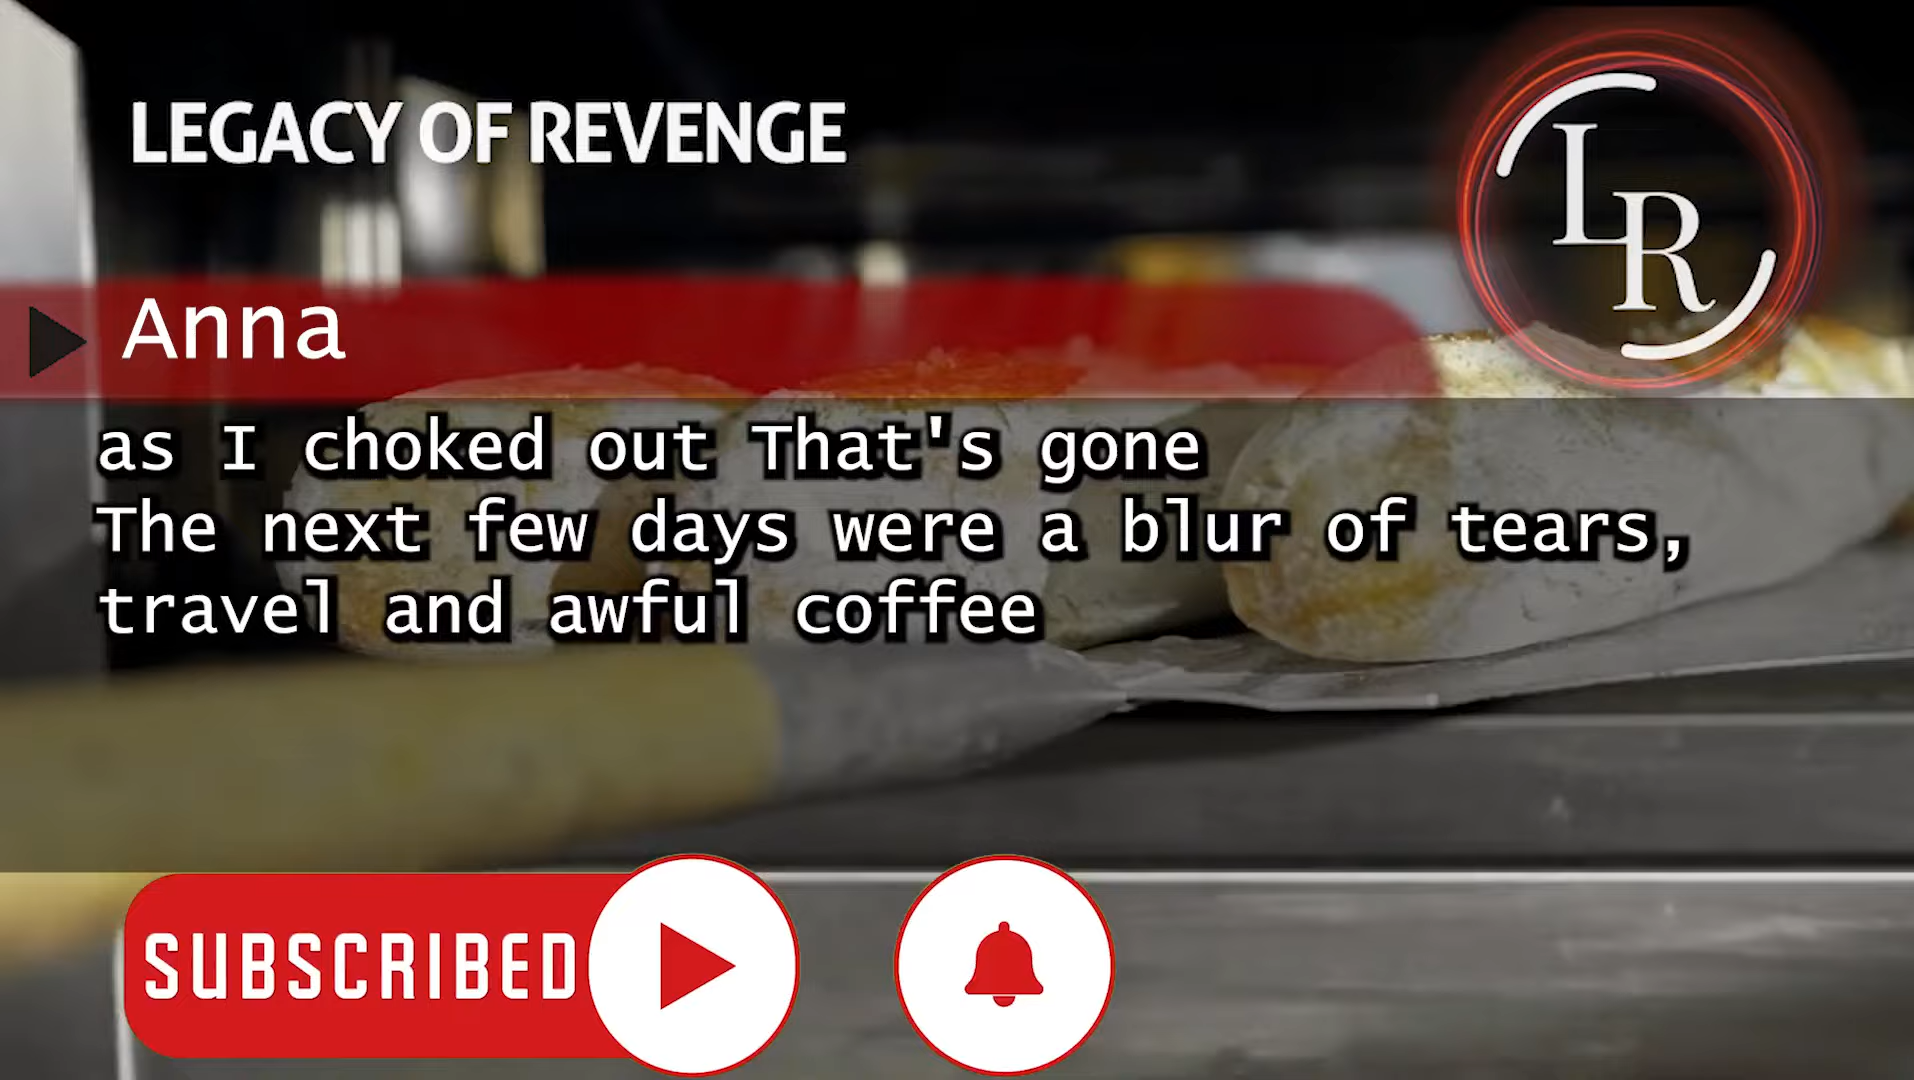 LEGACY OF REVENGE
LR
Anna
as I choked out That's gone
The next few days were a blur of tears,
travel and awful coffee
SUBSCRIBED